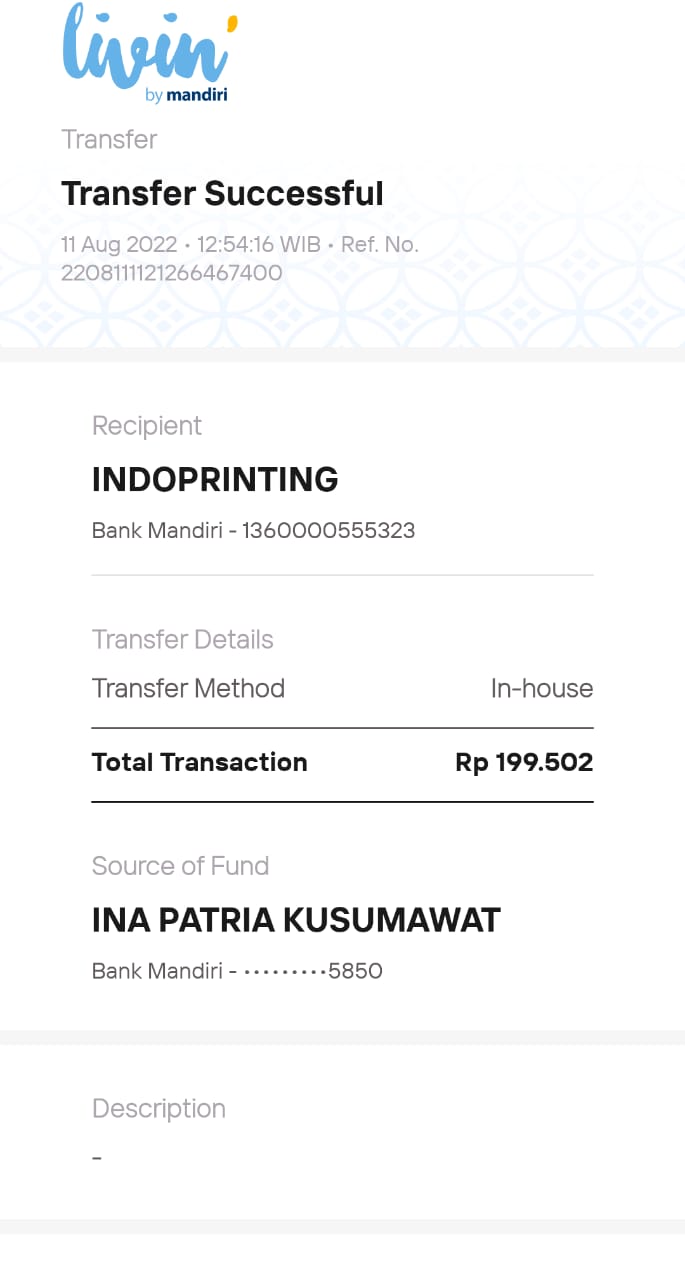 livin'
by mandiri
Transfer
Transfer Successful
11 Aug 2022 • 12:54:16 WIB • Ref. No.
2208111121266467400
Recipient
INDOPRINTING
Bank Mandiri - 1360000555323
Transfer Details
Transfer Method In-house
Total Transaction Rp 199.502
Source of Fund
INA PATRIA KUSUMAWAT
Bank Mandiri - •••••••••5850
Description
-